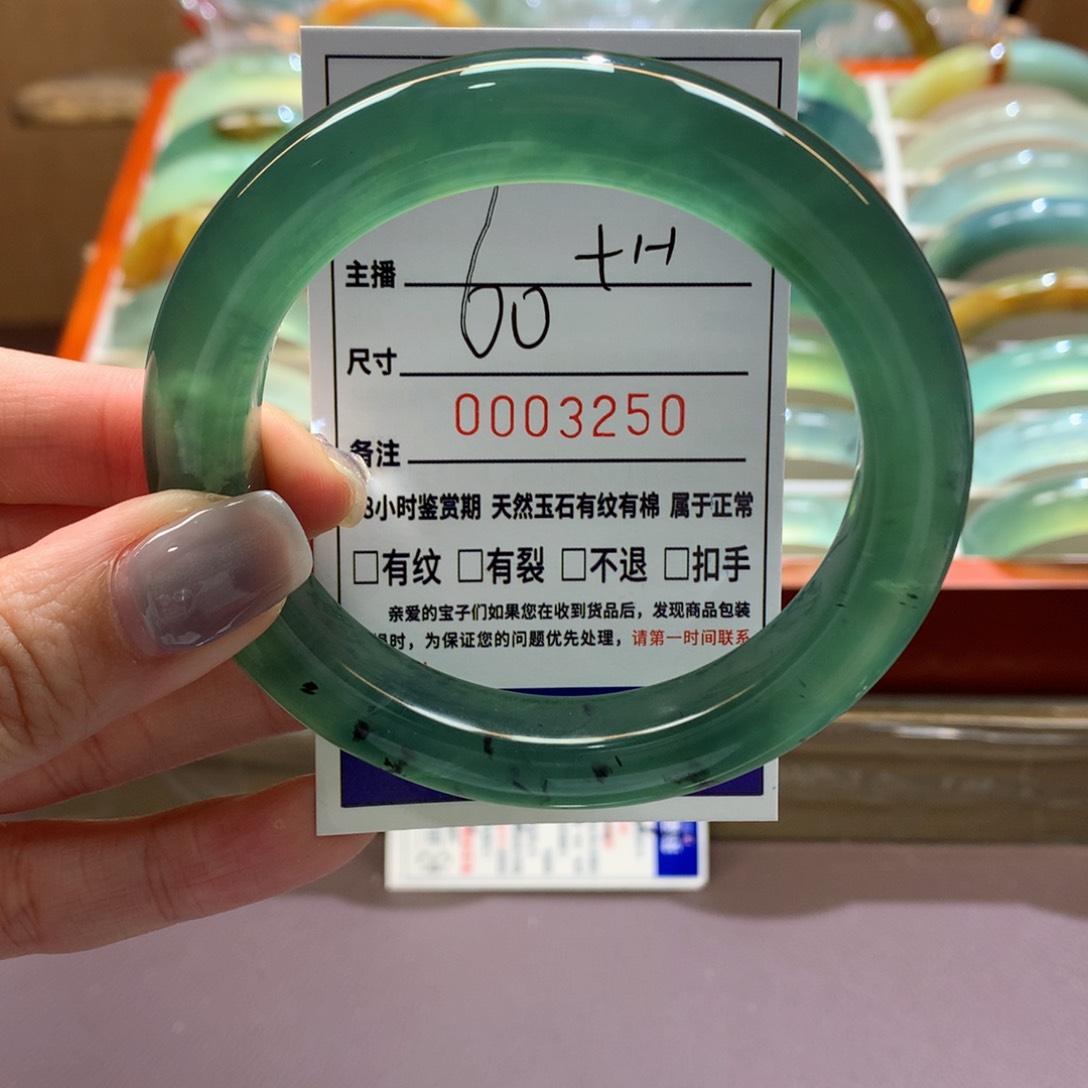 主播
60 +H
尺寸
0003250
备注
8小时鉴赏期 天然玉石有纹有棉 属于正常
□有纹 □有裂 □不退 □扣手
亲爱的宝子们如果您在收到货品后，发现商品包装
时，为保证您的问题优先处理，请第一时间联系